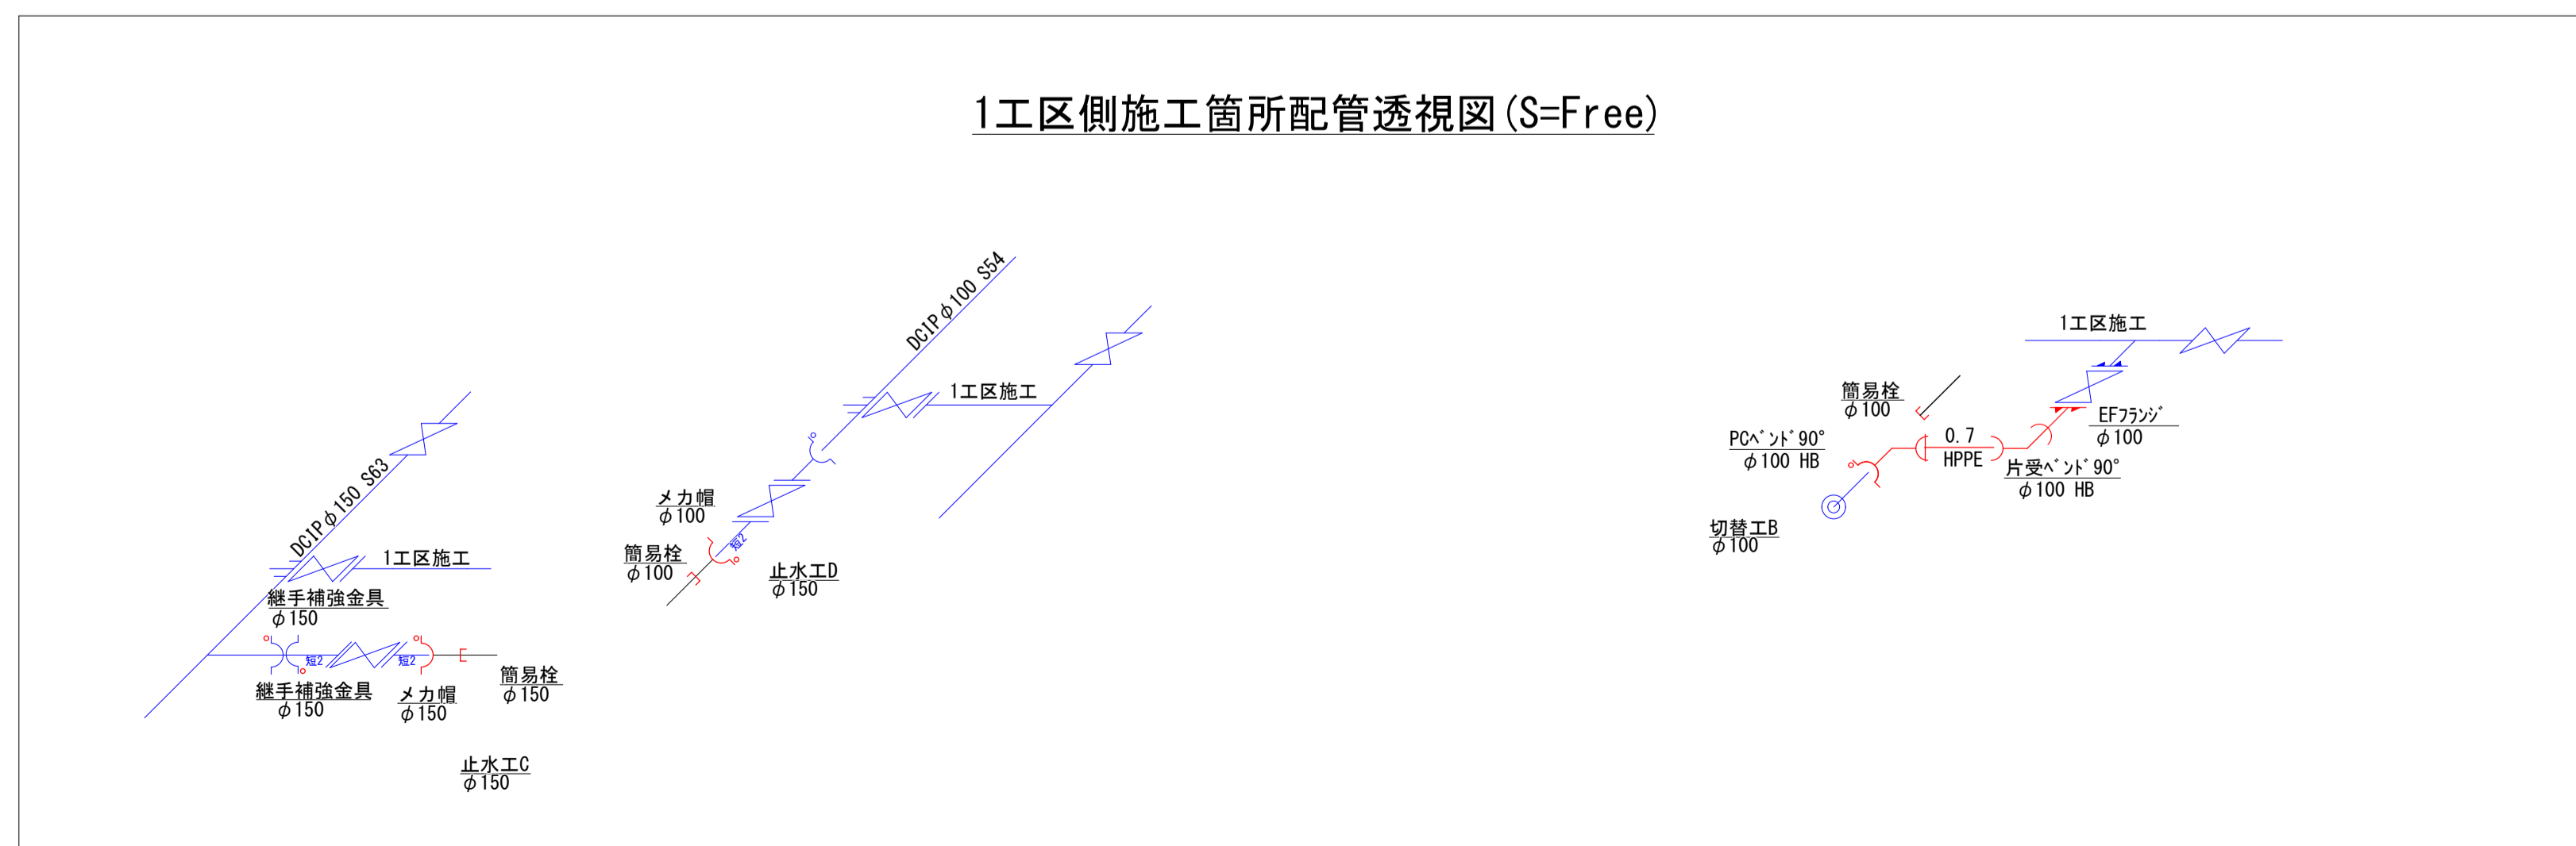 1工区側施工箇所配管透視図(S=Free)
DCIPφ150 S63
1工区施工
継手補強金具
φ150
短2
短2
継手補強金具
φ150
メカ帽
φ150
簡易栓
φ150
止水工C
φ150
DCIPφ100 S54
1工区施工
メカ帽
φ100
短2
簡易栓
φ100
止水工D
φ150
1工区施工
簡易栓
φ100
EFフランジ
φ100
PCベンド90°
φ100 HB
0.7
HPPE
片受ベンド90°
φ100 HB
切替工B
φ100